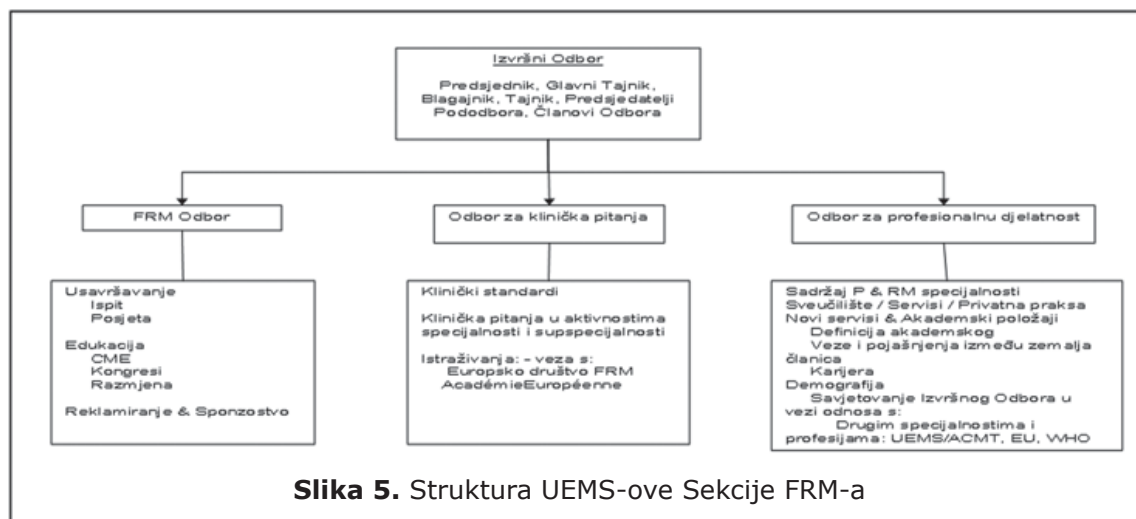 Izvršni Odbor
Predsjednik, Glavni Tajnik,
Blagajnik, Tajnik, Predsjedatelji
Pododbora, Članovi Odbora
FRM Odbor
Odbor za klinička pitanja
Odbor za profesionalnu djelatnost
Usavršavanje
Ispit
Posjeta
Edukacija
CME
Kongresi
Razmjena
Reklamiranje & Sponzostvo
Klinički standardi
Klinička pitanja u aktivnostima
specijalnosti i supspecijalnosti
Istraživanja: - veza s:
Europsko društvo FRM
AcadémieEuropéenne
Sadržaj P & RM specijalnosti
Sveučilište / Servisi / Privatna praksa
Novi servisi & Akademski položaji
Definicija akademskog
Veze i pojašnjenja između zemalja
članica
Karijera
Demografija
Savjetovanje Izvršnog Odbora u
vezi odnosa s:
Drugim specijalnostima i
profesijama: UEMS/ACMT, EU, WHO
Slika 5. Struktura UEMS-ove Sekcije FRM-a